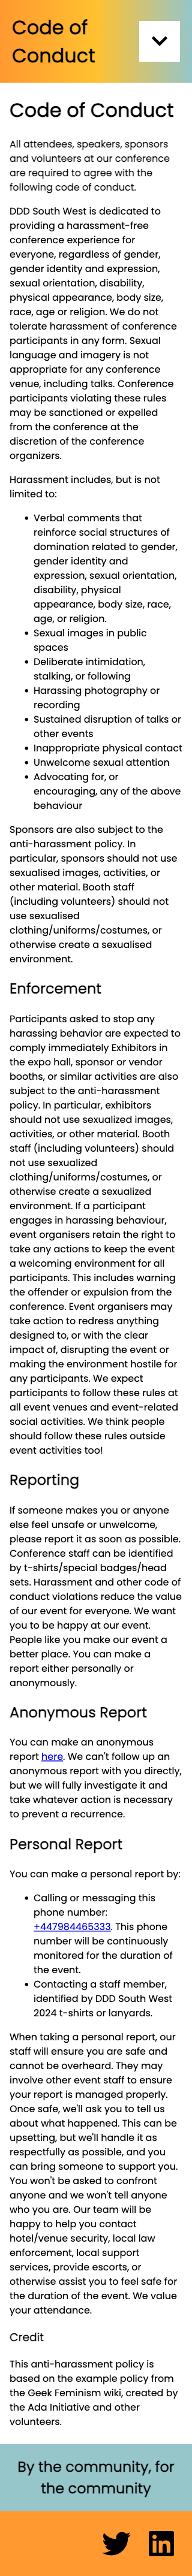 Code of
Conduct
Code of Conduct
All attendees, speakers, sponsors
and volunteers at our conference
are required to agree with the
following code of conduct.
DDD South West is dedicated to
providing a harassment-free
conference experience for
everyone, regardless of gender,
gender identity and expression,
sexual orientation, disability,
physical appearance, body size,
race, age or religion. We do not
tolerate harassment of conference
participants in any form. Sexual
language and imagery is not
appropriate for any conference
venue, including talks. Conference
participants violating these rules
may be sanctioned or expelled
from the conference at the
discretion of the conference
organizers.
Harassment includes, but is not
limited to:
• Verbal comments that
reinforce social structures of
domination related to gender,
gender identity and
expression, sexual orientation,
disability, physical
appearance, body size, race,
age, or religion.
• Sexual images in public
spaces
• Deliberate intimidation,
stalking, or following
• Harassing photography or
recording
• Sustained disruption of talks or
other events
• Inappropriate physical contact
• Unwelcome sexual attention
• Advocating for, or
encouraging, any of the above
behaviour
Sponsors are also subject to the
anti-harassment policy. In
particular, sponsors should not use
sexualised images, activities, or
other material. Booth staff
(including volunteers) should not
use sexualised
clothing/uniforms/costumes, or
otherwise create a sexualised
environment.
Enforcement
Participants asked to stop any
harassing behavior are expected to
comply immediately Exhibitors in
the expo hall, sponsor or vendor
booths, or similar activities are also
subject to the anti-harassment
policy. In particular, exhibitors
should not use sexualized images,
activities, or other material. Booth
staff (including volunteers) should
not use sexualized
clothing/uniforms/costumes, or
otherwise create a sexualized
environment. If a participant
engages in harassing behaviour,
event organisers retain the right to
take any actions to keep the event
a welcoming environment for all
participants. This includes warning
the offender or expulsion from the
conference. Event organisers may
take action to redress anything
designed to, or with the clear
impact of, disrupting the event or
making the environment hostile for
any participants. We expect
participants to follow these rules at
all event venues and event-related
social activities. We think people
should follow these rules outside
event activities too!
Reporting
If someone makes you or anyone
else feel unsafe or unwelcome,
please report it as soon as possible.
Conference staff can be identified
by t-shirts/special badges/head
sets. Harassment and other code of
conduct violations reduce the value
of our event for everyone. We want
you to be happy at our event.
People like you make our event a
better place. You can make a
report either personally or
anonymously.
Anonymous Report
You can make an anonymous
report here. We can't follow up an
anonymous report with you directly,
but we will fully investigate it and
take whatever action is necessary
to prevent a recurrence.
Personal Report
You can make a personal report by:
• Calling or messaging this
phone number:
+447984465333. This phone
number will be continuously
monitored for the duration of
the event.
• Contacting a staff member,
identified by DDD South West
2024 t-shirts or lanyards.
When taking a personal report, our
staff will ensure you are safe and
cannot be overheard. They may
involve other event staff to ensure
your report is managed properly.
Once safe, we'll ask you to tell us
about what happened. This can be
upsetting, but we'll handle it as
respectfully as possible, and you
can bring someone to support you.
You won't be asked to confront
anyone and we won't tell anyone
who you are. Our team will be
happy to help you contact
hotel/venue security, local law
enforcement, local support
services, provide escorts, or
otherwise assist you to feel safe for
the duration of the event. We value
your attendance.
Credit
This anti-harassment policy is
based on the example policy from
the Geek Feminism wiki, created by
the Ada Initiative and other
volunteers.
By the community, for
the community